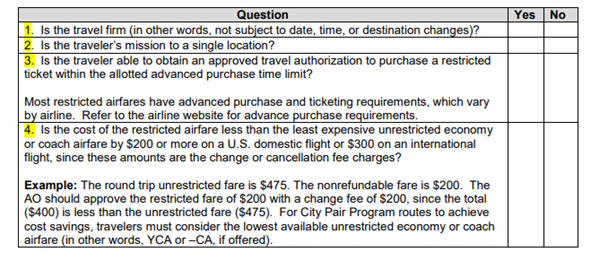 Question Yes No
1. Is the travel firm (in other words, not subject to date, time, or destination changes)?
2. Is the traveler's mission to a single location?
3. Is the traveler able to obtain an approved travel authorization to purchase a restricted
ticket within the allotted advanced purchase time limit?
Most restricted airfares have advanced purchase and ticketing requirements, which vary
by airline. Refer to the airline website for advance purchase requirements.
4. Is the cost of the restricted airfare less than the least expensive unrestricted economy
or coach airfare by $200 or more on a U.S. domestic flight or $300 on an international
flight, since these amounts are the change or cancellation fee charges?
Example: The round trip unrestricted fare is $475. The nonrefundable fare is $200. The
AO should approve the restricted fare of $200 with a change fee of $200, since the total
($400) is less than the unrestricted fare ($475). For City Pair Program routes to achieve
cost savings, travelers must consider the lowest available unrestricted economy or coach
airfare (in other words, YCA or –CA, if offered).